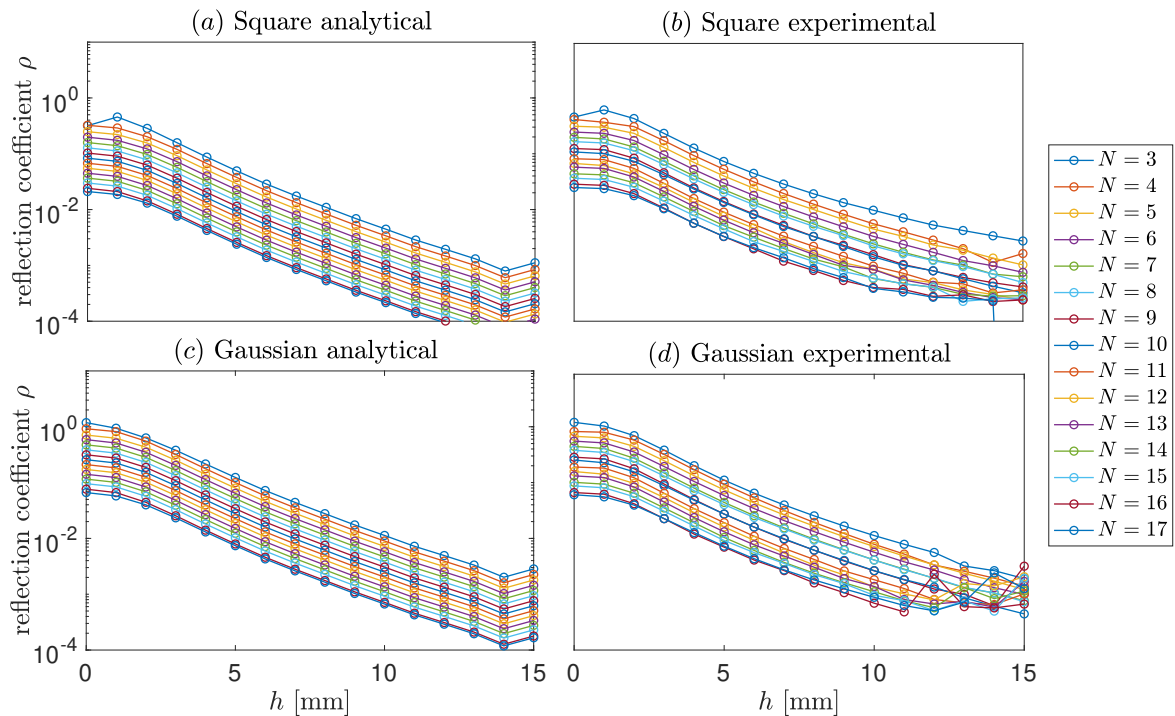 (a) Square analytical
(b) Square experimental
reflection coefficient ρ
10^0
10^-2
10^-4
(c) Gaussian analytical
(d) Gaussian experimental
reflection coefficient ρ
10^0
10^-2
10^-4
0 5 10 15
h [mm]
0 5 10 15
h [mm]
N = 3
N = 4
N = 5
N = 6
N = 7
N = 8
N = 9
N = 10
N = 11
N = 12
N = 13
N = 14
N = 15
N = 16
N = 17